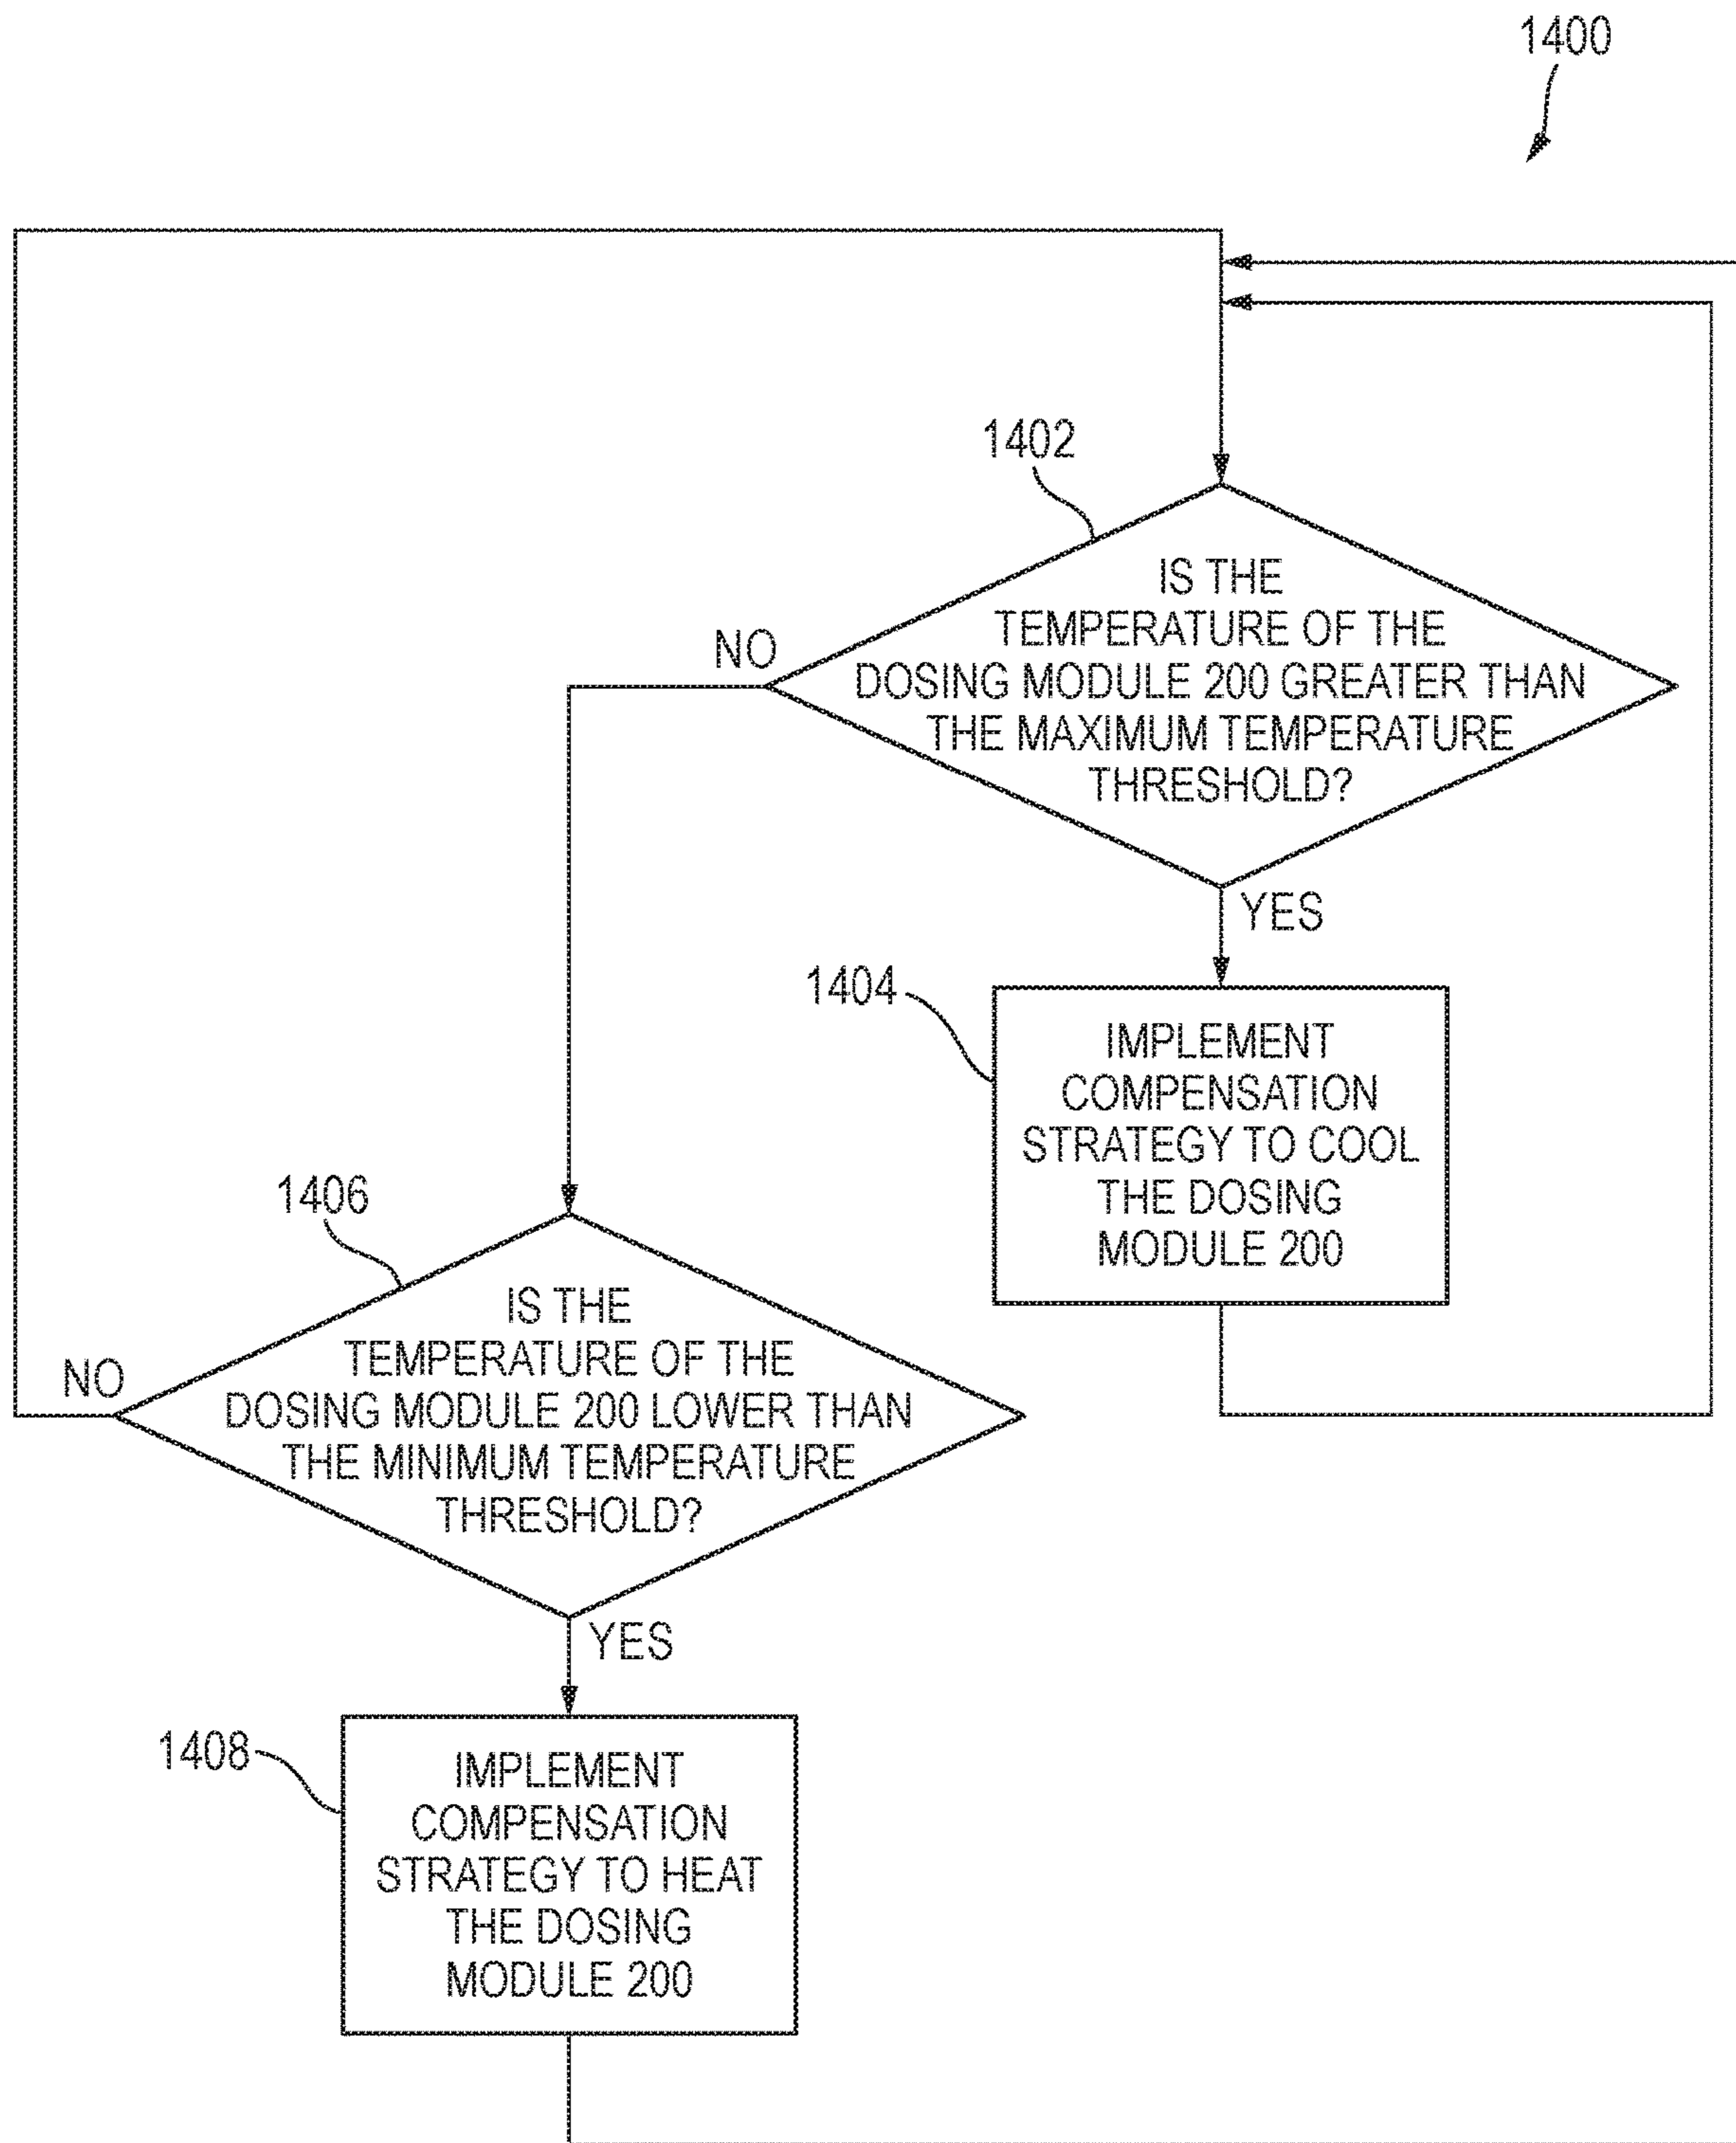 1400
1402
IS THE
TEMPERATURE OF THE
DOSING MODULE 200 GREATER THAN
THE MAXIMUM TEMPERATURE
THRESHOLD?
NO
YES
1404
IMPLEMENT
COMPENSATION
STRATEGY TO COOL
THE DOSING
MODULE 200
1406
IS THE
TEMPERATURE OF THE
DOSING MODULE 200 LOWER THAN
THE MINIMUM TEMPERATURE
THRESHOLD?
NO
YES
1408
IMPLEMENT
COMPENSATION
STRATEGY TO HEAT
THE DOSING
MODULE 200